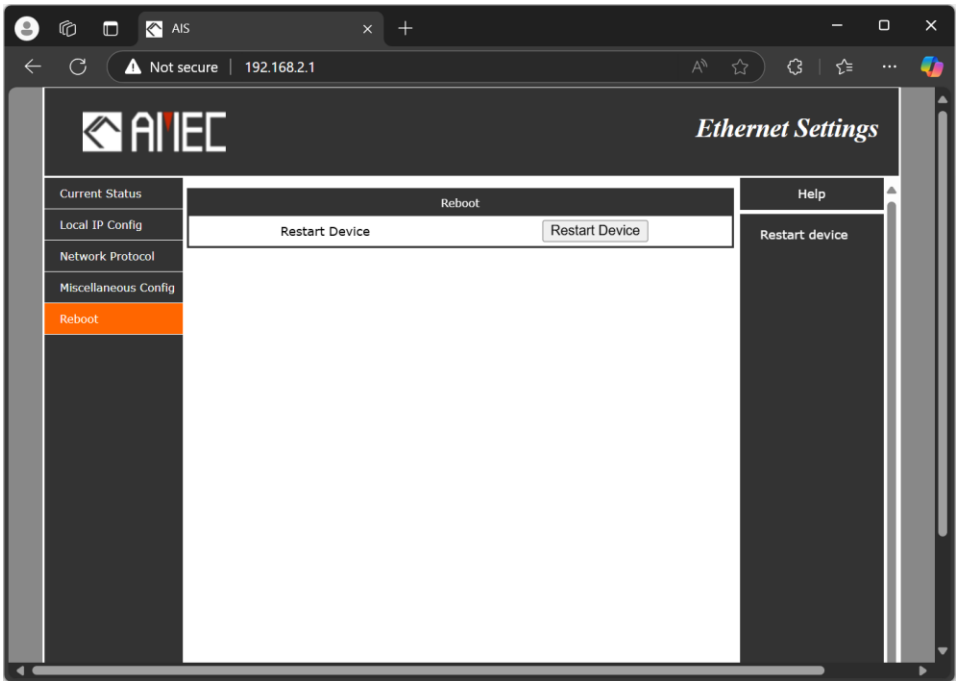 AIS
Not secure | 192.168.2.1
AMEC
Ethernet Settings
Current Status
Local IP Config
Network Protocol
Miscellaneous Config
Reboot
Reboot
Restart Device
Restart Device
Help
Restart device